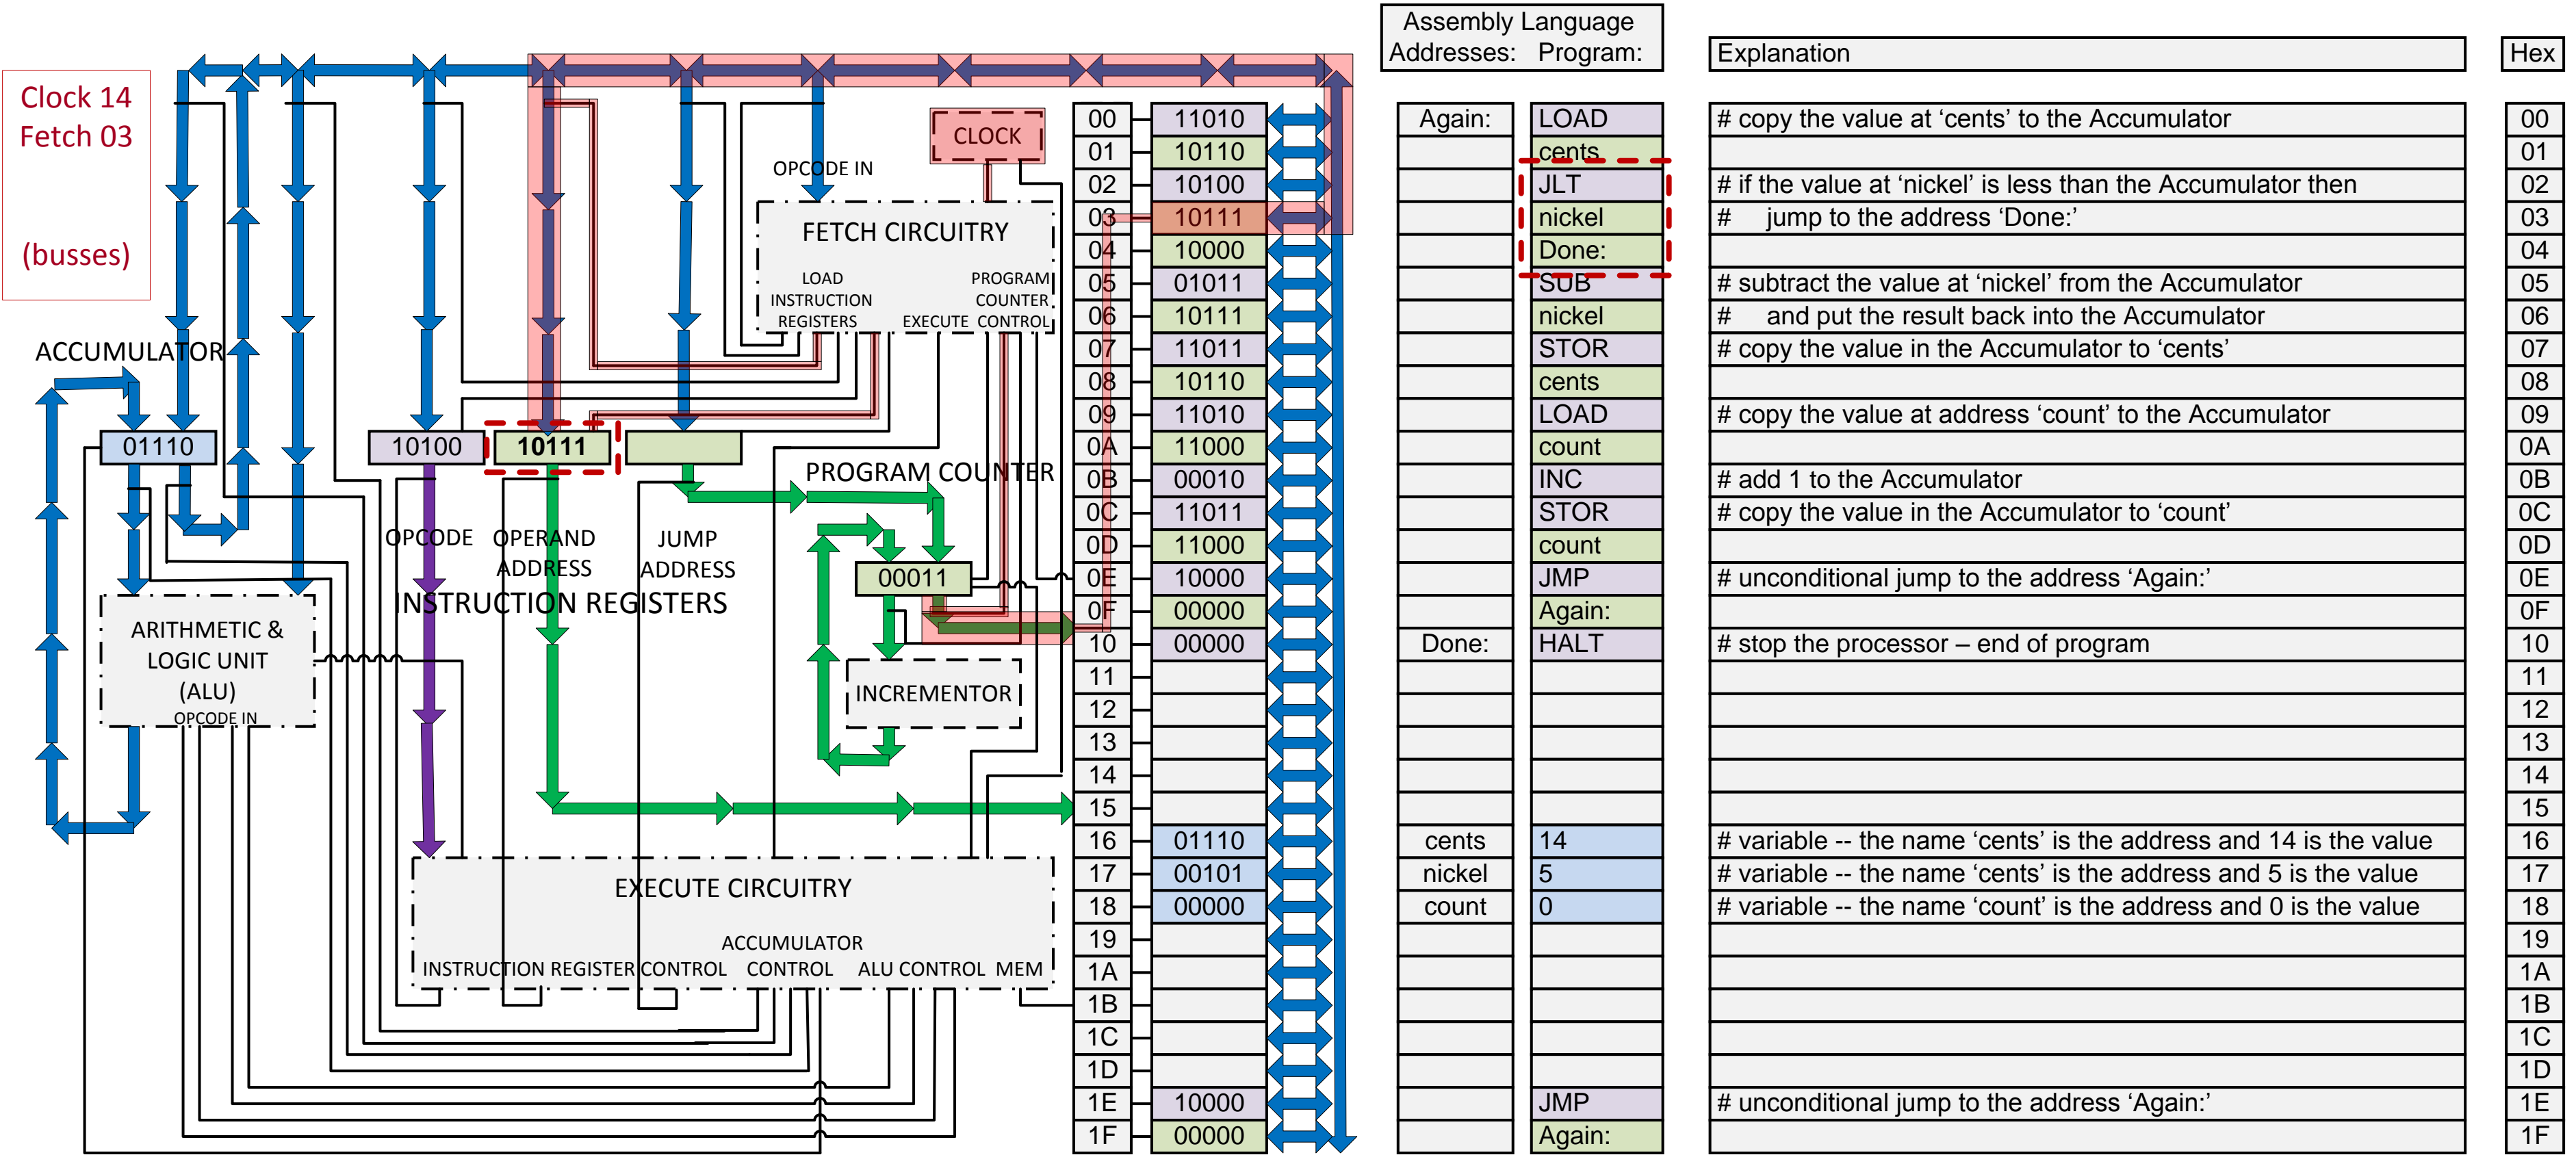 Assembly Language
Addresses: Program:
Explanation
Hex
Clock 14
Fetch 03
(busses)
CLOCK
OPCODE IN
FETCH CIRCUITRY
LOAD INSTRUCTION REGISTERS
EXECUTE
PROGRAM COUNTER CONTROL
ACCUMULATOR
01110
10100
10111
PROGRAM COUNTER
OPCODE
OPERAND ADDRESS
JUMP ADDRESS
INSTRUCTION REGISTERS
00011
INCREMENTOR
ARITHMETIC &
LOGIC UNIT
(ALU)
OPCODE IN
EXECUTE CIRCUITRY
INSTRUCTION REGISTER CONTROL
ACCUMULATOR CONTROL
ALU CONTROL
MEM
00 11010 Again: LOAD # copy the value at ‘cents’ to the Accumulator 00
01 10110 cents 01
02 10100 JLT # if the value at ‘nickel’ is less than the Accumulator then 02
03 10111 nickel # jump to the address ‘Done:’ 03
04 10000 Done: 04
05 01011 SUB # subtract the value at ‘nickel’ from the Accumulator 05
06 10111 nickel # and put the result back into the Accumulator 06
07 11011 STOR # copy the value in the Accumulator to ‘cents’ 07
08 10110 cents 08
09 11010 LOAD # copy the value at address ‘count’ to the Accumulator 09
0A 11000 count 0A
0B 00010 INC # add 1 to the Accumulator 0B
0C 11011 STOR # copy the value in the Accumulator to ‘count’ 0C
0D 11000 count 0D
0E 10000 JMP # unconditional jump to the address ‘Again:’ 0E
0F 00000 Again: 0F
10 00000 Done: HALT # stop the processor – end of program 10
11 11
12 12
13 13
14 14
15 15
16 01110 cents 14 # variable -- the name ‘cents’ is the address and 14 is the value 16
17 00101 nickel 5 # variable -- the name ‘cents’ is the address and 5 is the value 17
18 00000 count 0 # variable -- the name ‘count’ is the address and 0 is the value 18
19 19
1A 1A
1B 1B
1C 1C
1D 1D
1E 10000 JMP # unconditional jump to the address ‘Again:’ 1E
1F 00000 Again: 1F